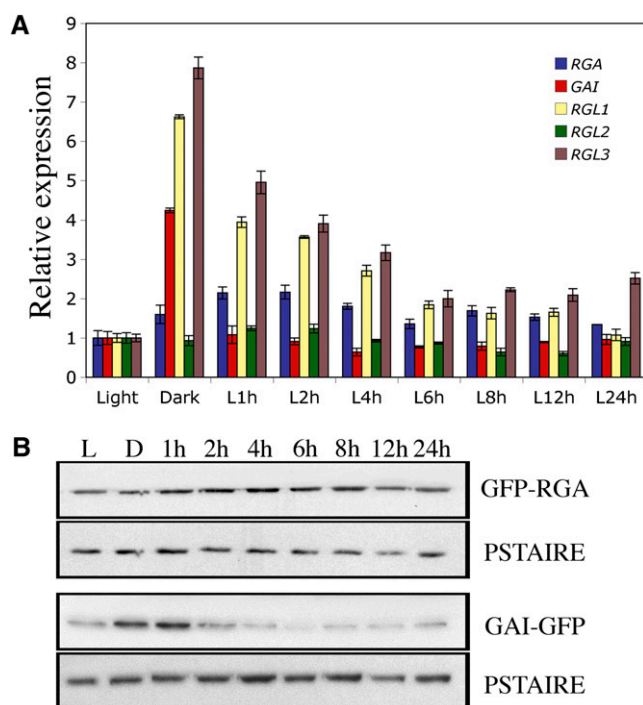 A
Relative expression
9
8
7
6
5
4
3
2
1
0
RGA
GAI
RGL1
RGL2
RGL3
Light Dark L1h L2h L4h L6h L8h L12h L24h
B
L D 1h 2h 4h 6h 8h 12h 24h
GFP-RGA
PSTAIRE
GAI-GFP
PSTAIRE